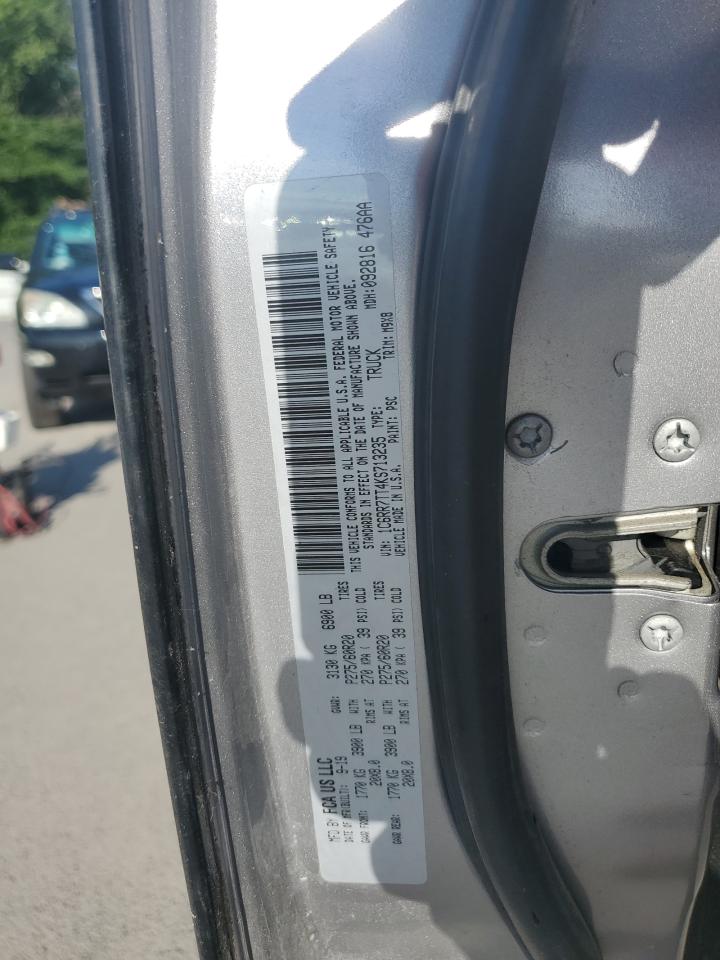 MFD BY FCA US LLC
DATE OF MFR(BUILT): 9-19 GVWR: 3130 KG 6900 LB
GAWR FRONT: 1770 KG 3900 LB WITH P275/60R20 TIRES
20X8.0 RIMS AT 270 KPA ( 39 PSI) COLD
GAWR REAR: 1770 KG 3900 LB WITH P275/60R20 TIRES
20X8.0 RIMS AT 270 KPA ( 39 PSI) COLD
THIS VEHICLE CONFORMS TO ALL APPLICABLE U.S.A. FEDERAL MOTOR VEHICLE SAFETY
STANDARDS IN EFFECT ON THE DATE OF MANUFACTURE SHOWN ABOVE.
VIN: 1C6RR7TT4KS713235 TYPE: TRUCK MDH:092816 476AA
VEHICLE MADE IN U.S.A. PAINT: PSC TRIM: M9X8